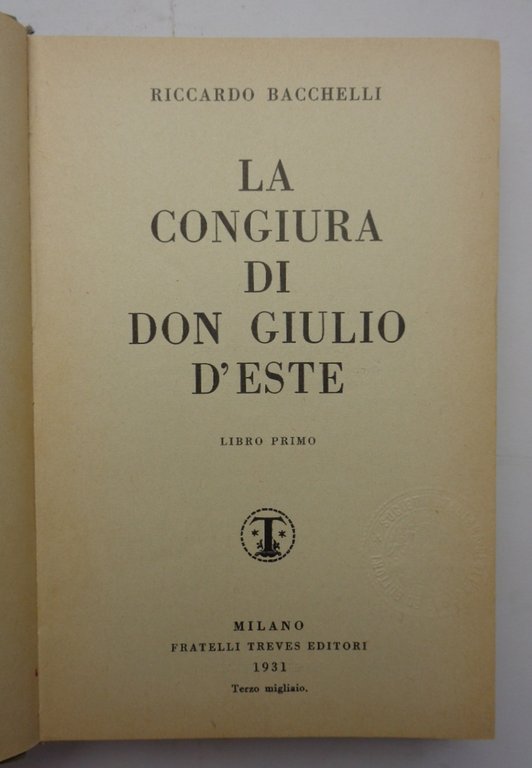 RICCARDO BACCHELLI
LA
CONGIURA
DI
DON GIULIO
D'ESTE
LIBRO PRIMO
T
MILANO
FRATELLI TREVES EDITORI
1931
Terzo migliaio.